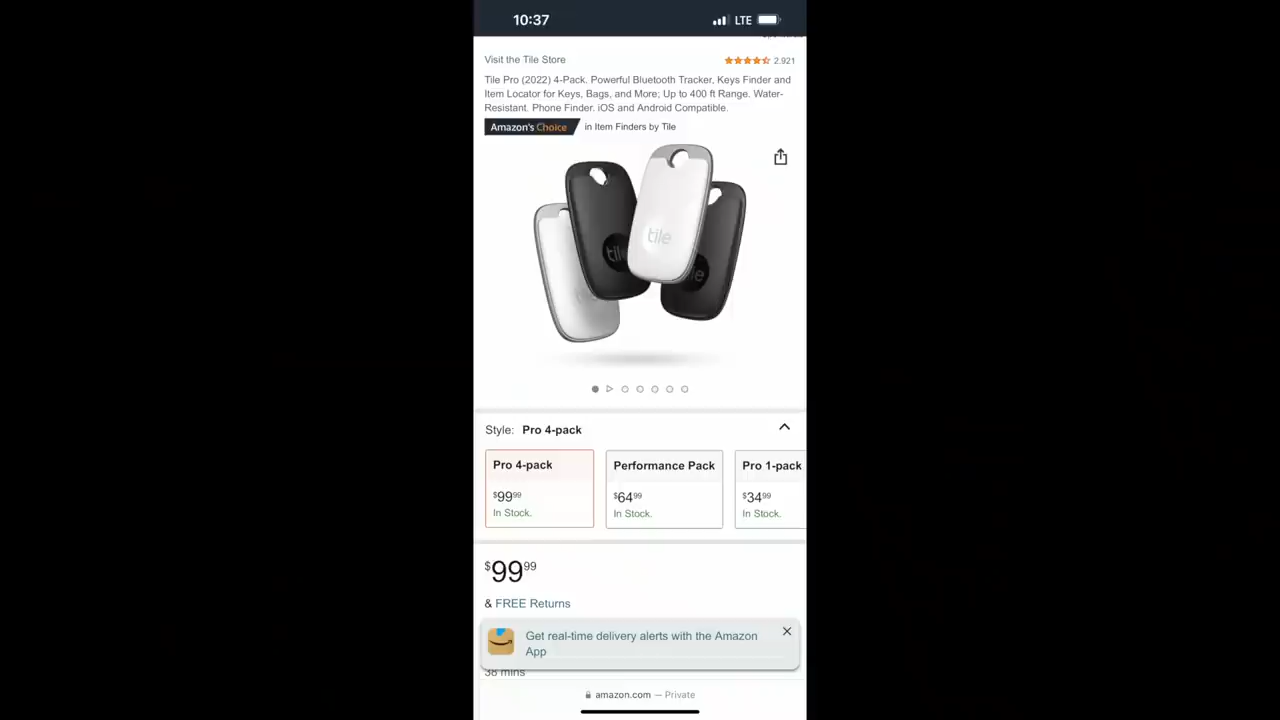 10:37
LTE
Visit the Tile Store
2,921
Tile Pro (2022) 4-Pack. Powerful Bluetooth Tracker, Keys Finder and
Item Locator for Keys, Bags, and More; Up to 400 ft Range. Water-
Resistant. Phone Finder. iOS and Android Compatible.
Amazon's Choice in Item Finders by Tile
tile
tile
Style: Pro 4-pack
Pro 4-pack
$99.99
In Stock.
Performance Pack
$64.99
In Stock.
Pro 1-pack
$34.99
In Stock.
$99.99
& FREE Returns
Get real-time delivery alerts with the Amazon
App
38 mins
amazon.com — Private